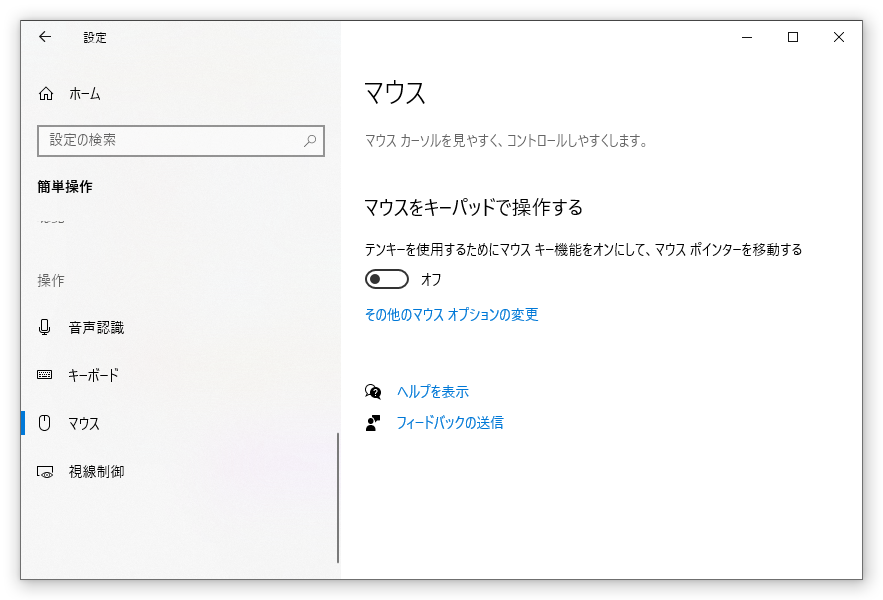 設定
ホーム
設定の検索
簡単操作
操作
音声認識
キーボード
マウス
視線制御
マウス
マウス カーソルを見やすく、コントロールしやすくします。
マウスをキーパッドで操作する
テンキーを使用するためにマウス キー機能をオンにして、マウス ポインターを移動する
オフ
その他のマウス オプションの変更
ヘルプを表示
フィードバックの送信